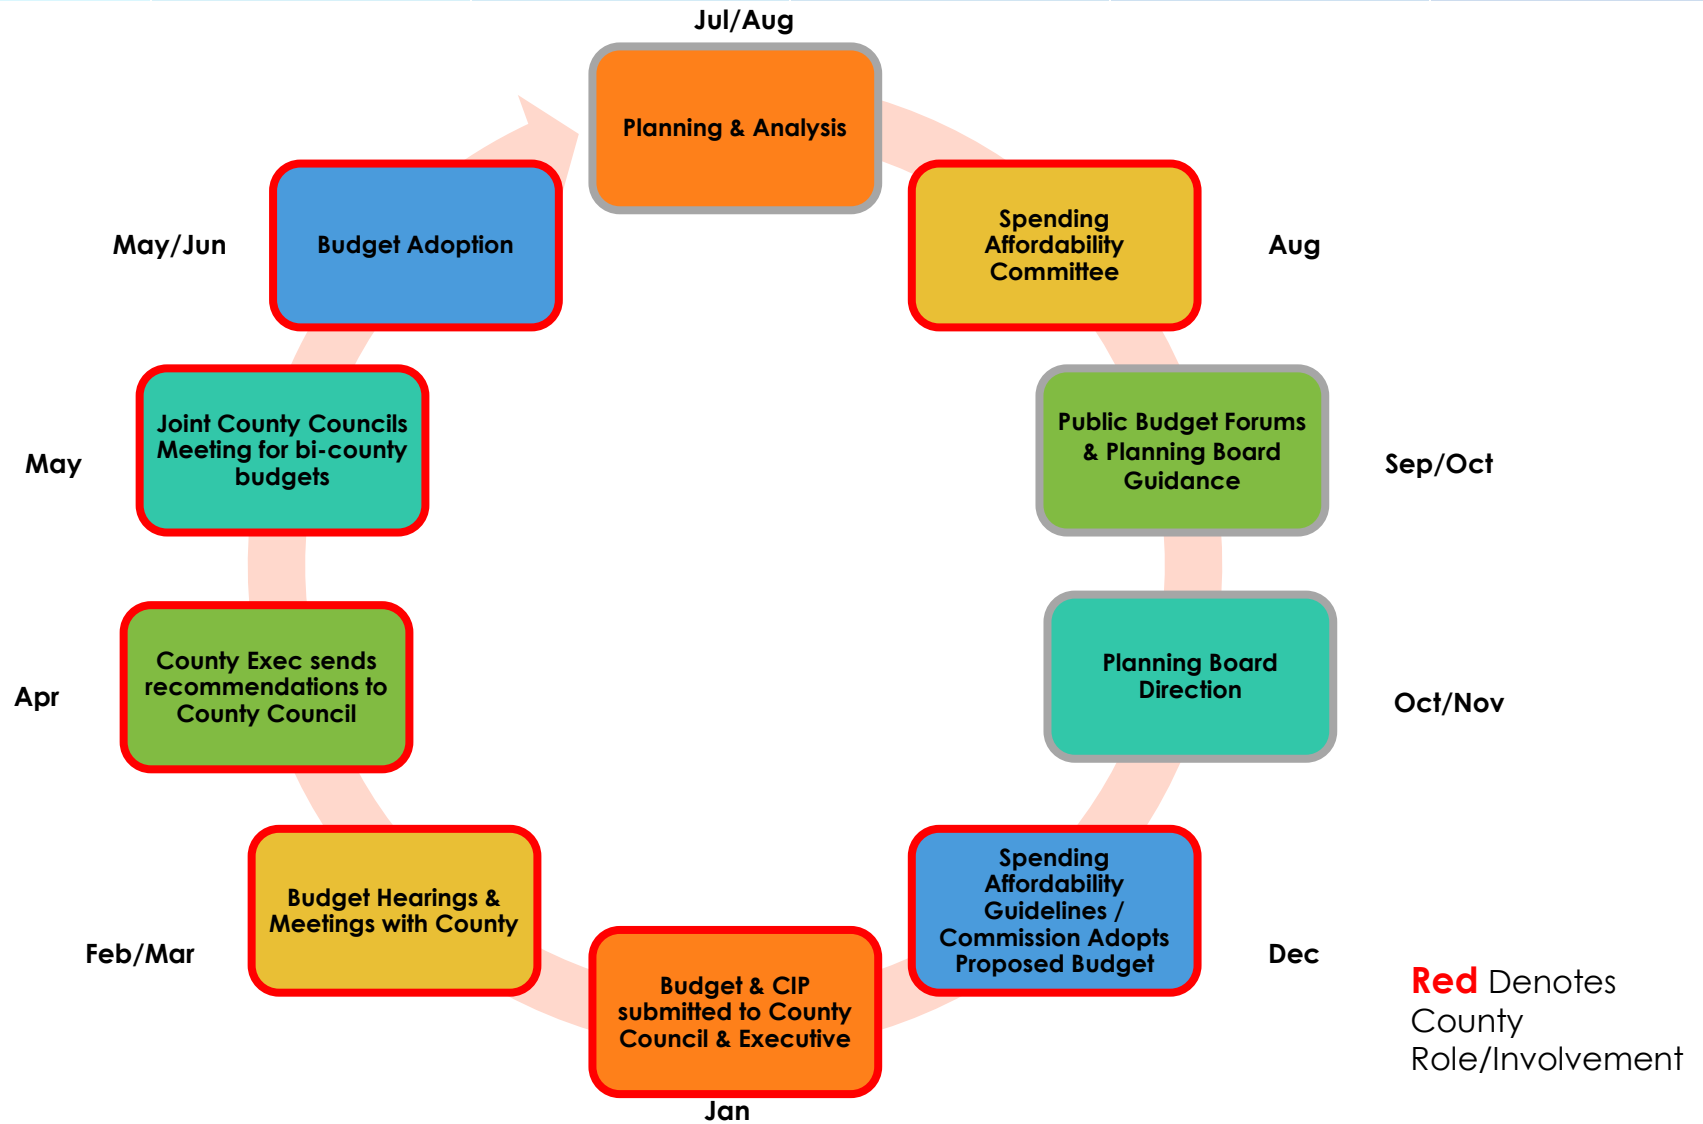 Jul/Aug
Planning & Analysis
Spending
Affordability
Committee
Aug
Public Budget Forums
& Planning Board
Guidance
Sep/Oct
Planning Board
Direction
Oct/Nov
Spending
Affordability
Guidelines /
Commission Adopts
Proposed Budget
Dec
Budget & CIP
submitted to County
Council & Executive
Jan
Budget Hearings &
Meetings with County
Feb/Mar
County Exec sends
recommendations to
County Council
Apr
Joint County Councils
Meeting for bi-county
budgets
May
Budget Adoption
May/Jun
Red Denotes
County
Role/Involvement